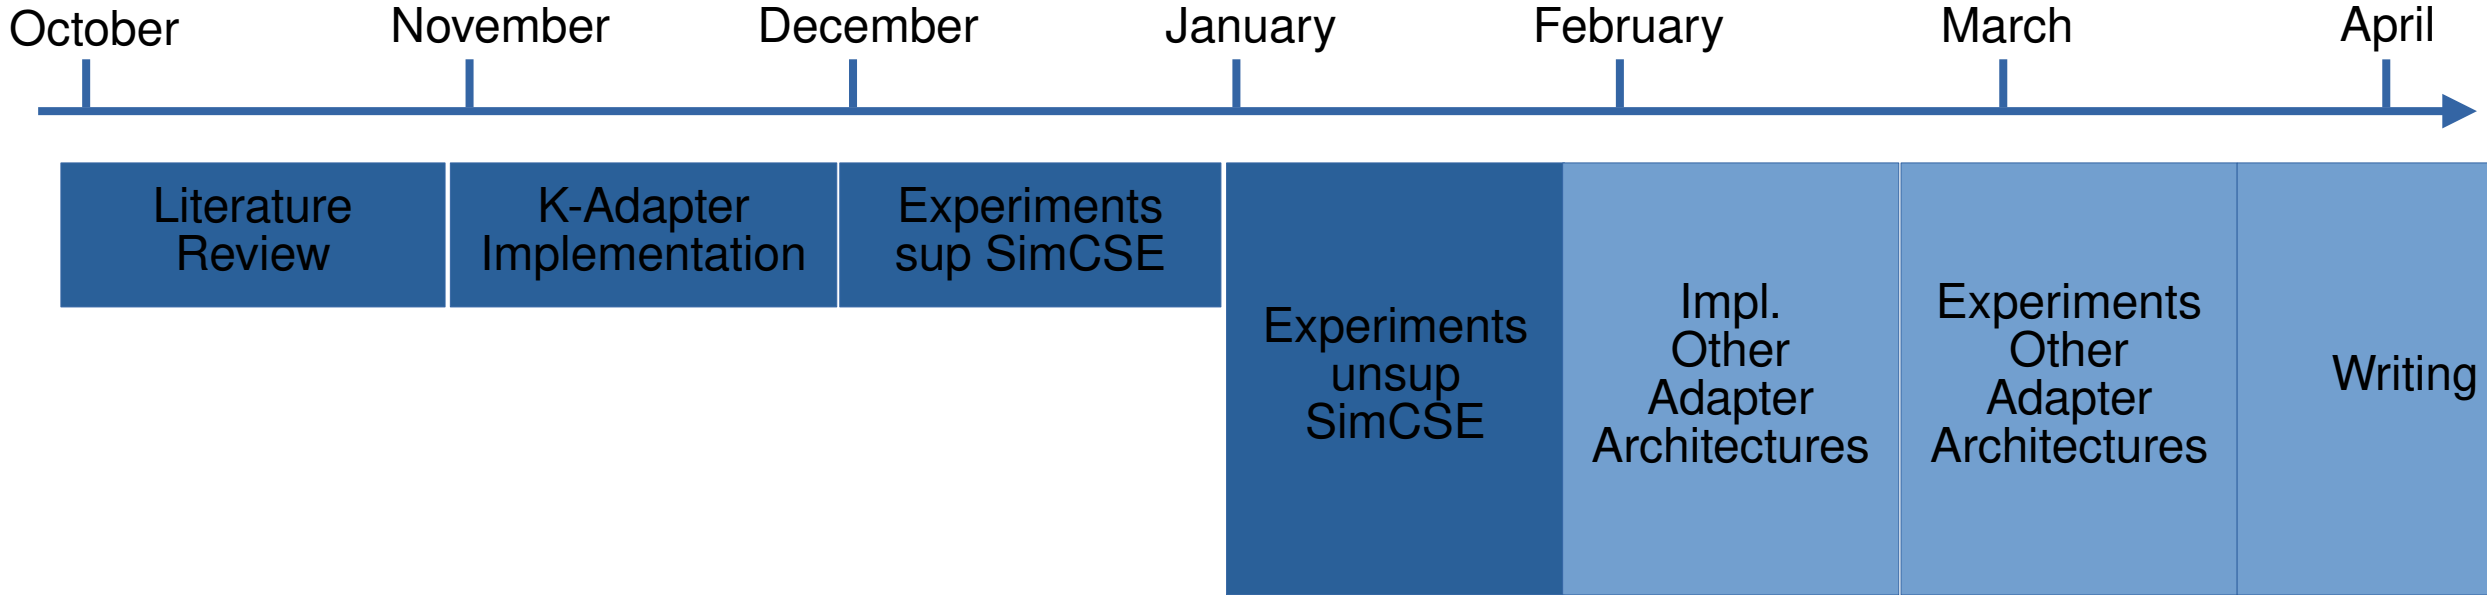 October November December January February March April
Literature
Review
K-Adapter
Implementation
Experiments
sup SimCSE
Experiments
unsup
SimCSE
Impl.
Other
Adapter
Architectures
Experiments
Other
Adapter
Architectures
Writing